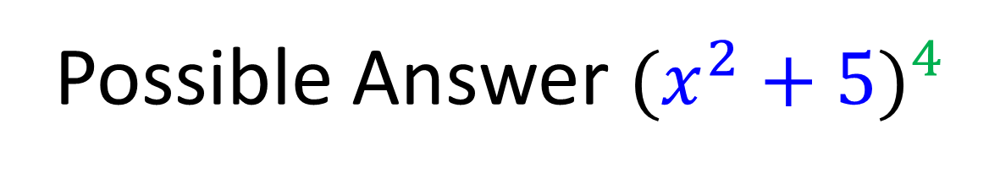 Possible Answer (x² + 5)⁴